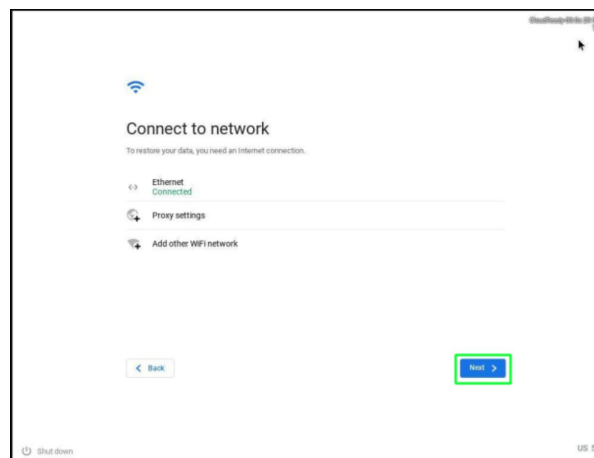 Connect to network
To restore your data, you need an Internet connection.
Ethernet
Connected
Proxy settings
Add other WiFi network
Back
Next
Shut down
US